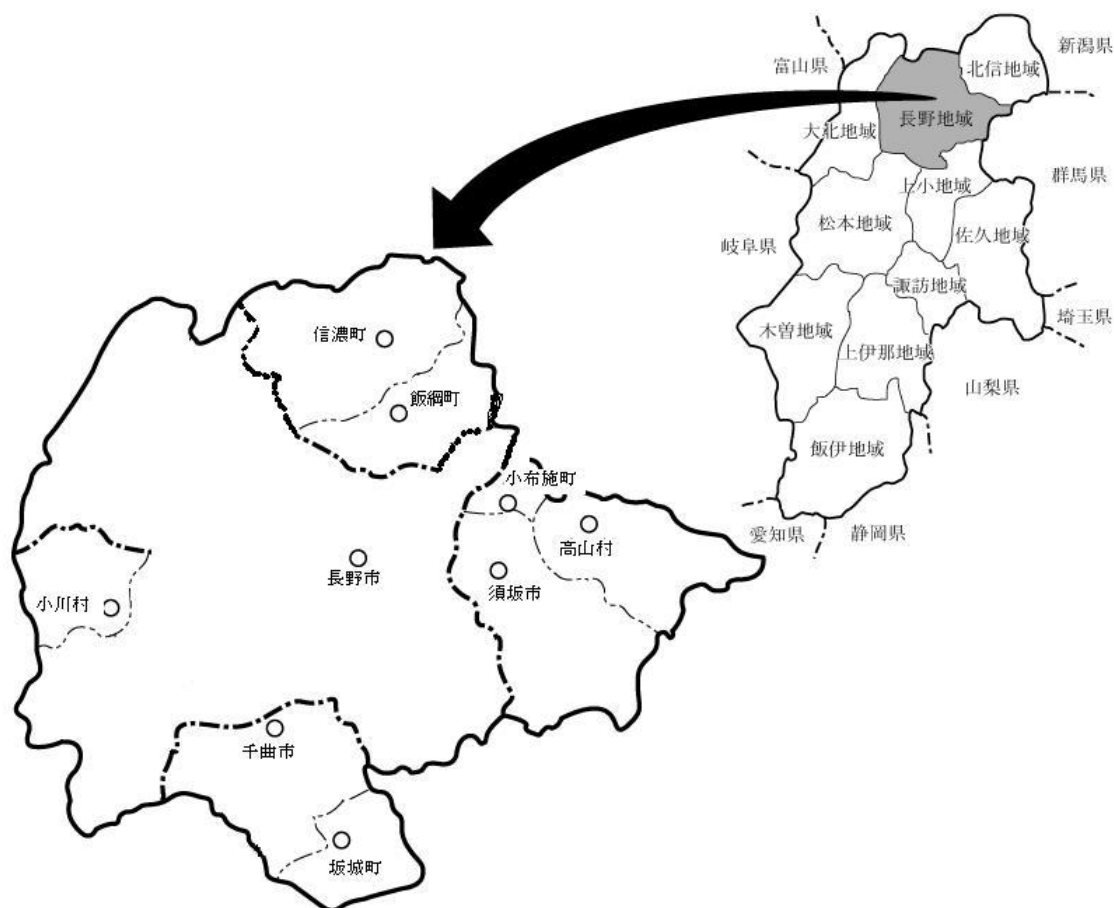 新潟県
富山県
北信地域
長野地域
大北地域
群馬県
上小地域
松本地域
佐久地域
岐阜県
諏訪地域
埼玉県
木曽地域
上伊那地域
山梨県
飯伊地域
愛知県
静岡県
信濃町
飯綱町
小布施町
高山村
長野市
須坂市
小川村
千曲市
坂城町